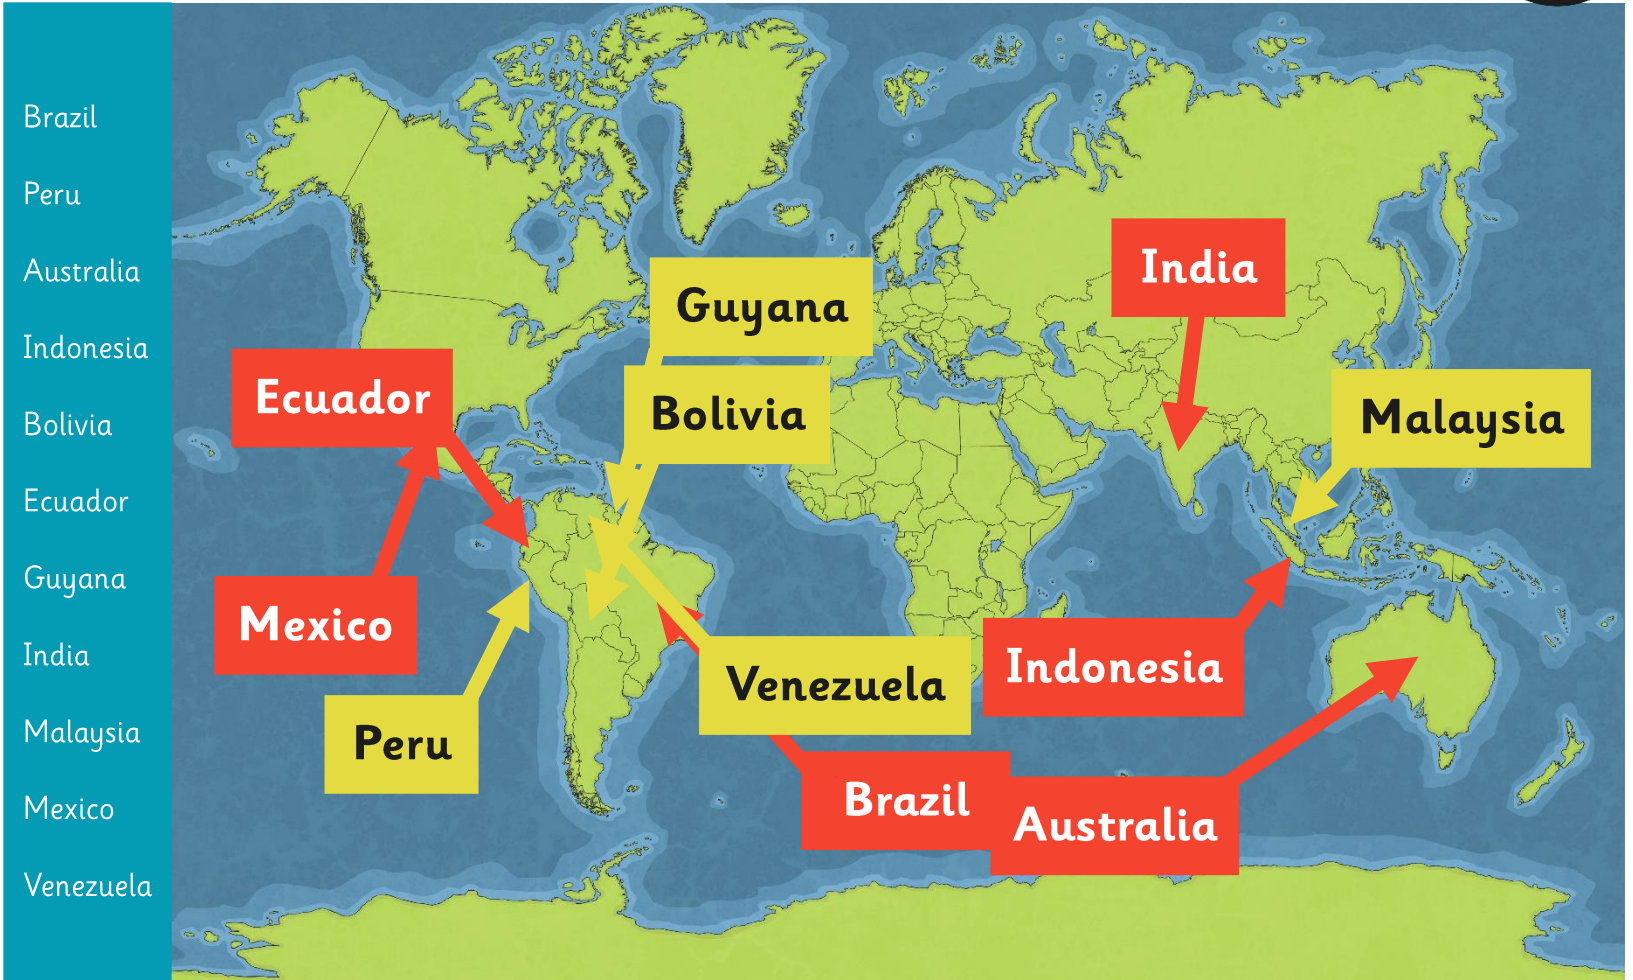 Brazil
Peru
Australia
Indonesia
Bolivia
Ecuador
Guyana
India
Malaysia
Mexico
Venezuela
India
Guyana
Ecuador
Bolivia
Malaysia
Mexico
Indonesia
Venezuela
Peru
Brazil
Australia